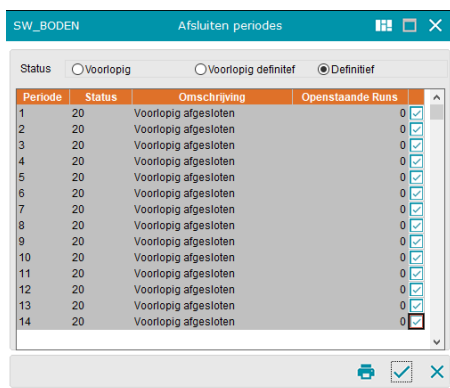 SW_BODEN Afsluiten periodes
Status Voorlopig Voorlopig definitef Definitief
Periode Status Omschrijving Openstaande Runs
1 20 Voorlopig afgesloten 0
2 20 Voorlopig afgesloten 0
3 20 Voorlopig afgesloten 0
4 20 Voorlopig afgesloten 0
5 20 Voorlopig afgesloten 0
6 20 Voorlopig afgesloten 0
7 20 Voorlopig afgesloten 0
8 20 Voorlopig afgesloten 0
9 20 Voorlopig afgesloten 0
10 20 Voorlopig afgesloten 0
11 20 Voorlopig afgesloten 0
12 20 Voorlopig afgesloten 0
13 20 Voorlopig afgesloten 0
14 20 Voorlopig afgesloten 0